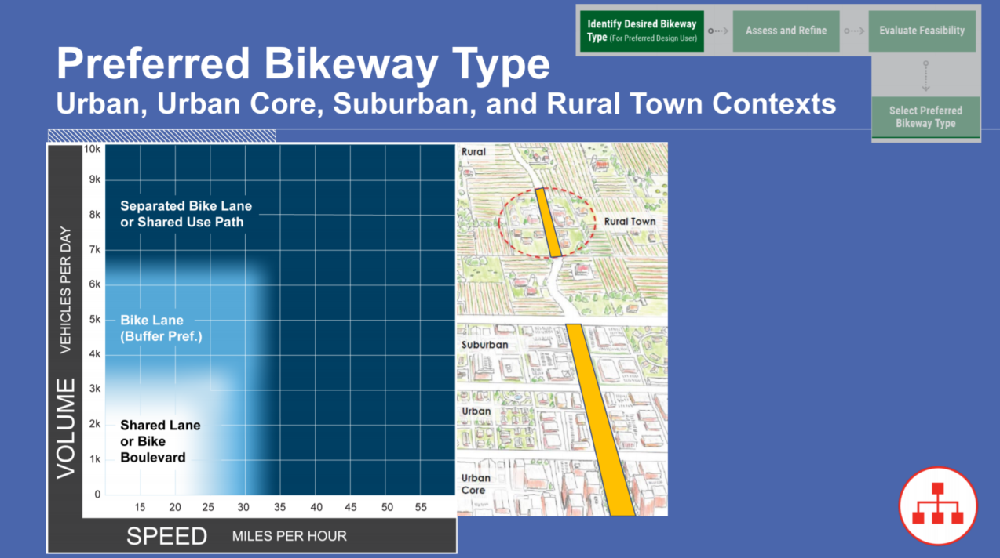 Identify Desired Bikeway
Type (For Preferred Design User)
Assess and Refine
Evaluate Feasibility
Select Preferred
Bikeway Type
Preferred Bikeway Type
Urban, Urban Core, Suburban, and Rural Town Contexts
VOLUME VEHICLES PER DAY
10k
9k
8k
7k
6k
5k
4k
3k
2k
1k
0
Separated Bike Lane
or Shared Use Path
Bike Lane
(Buffer Pref.)
Shared Lane
or Bike
Boulevard
15 20 25 30 35 40 45 50 55
SPEED MILES PER HOUR
Rural
Rural Town
Suburban
Urban
Urban
Core